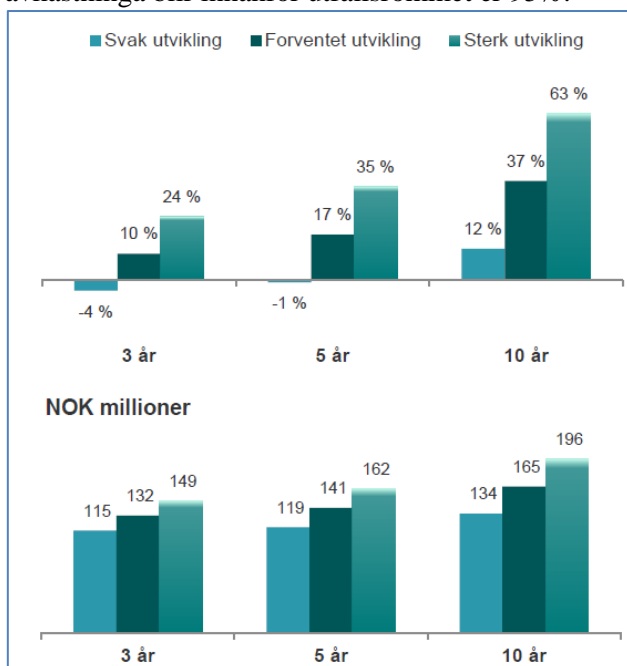 Svak utvikling Forventet utvikling Sterk utvikling
63 %
35 %
37 %
24 %
17 %
12 %
10 %
-4 %
-1 %
3 år 5 år 10 år
NOK millioner
115 132 149 119 141 162 134 165 196
3 år 5 år 10 år